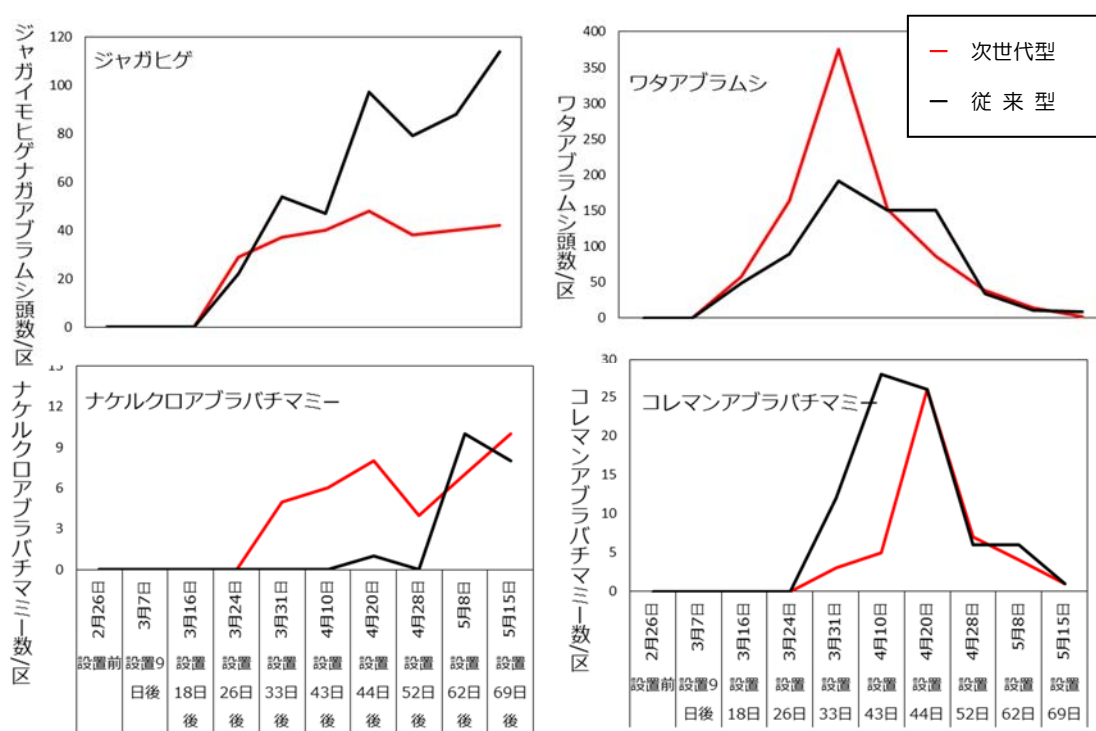 ジャガイモヒゲナガアブラムシ頭数/区
120
100
80
60
40
20
0
ジャガヒゲ
ワタアブラムシ頭数/区
400
350
300
250
200
150
100
50
0
ワタアブラムシ
次世代型
従来型
ナケルクロアブラバチマミー数/区
15
12
9
6
3
0
ナケルクロアブラバチマミー
2月26日 3月7日 3月16日 3月24日 3月31日 4月10日 4月20日 4月28日 5月8日 5月15日
設置前 設置9 設置 設置 設置 設置 設置 設置 設置 設置
日後 18日 26日 33日 43日 44日 52日 62日 69日
後 後 後 後 後 後 後 後
コレマンアブラバチマミー数/区
30
25
20
15
10
5
0
コレマンアブラバチマミー
2月26日 3月7日 3月16日 3月24日 3月31日 4月10日 4月20日 4月28日 5月8日 5月15日
設置前 設置9 設置 設置 設置 設置 設置 設置 設置 設置
日後 18日 26日 33日 43日 44日 52日 62日 69日